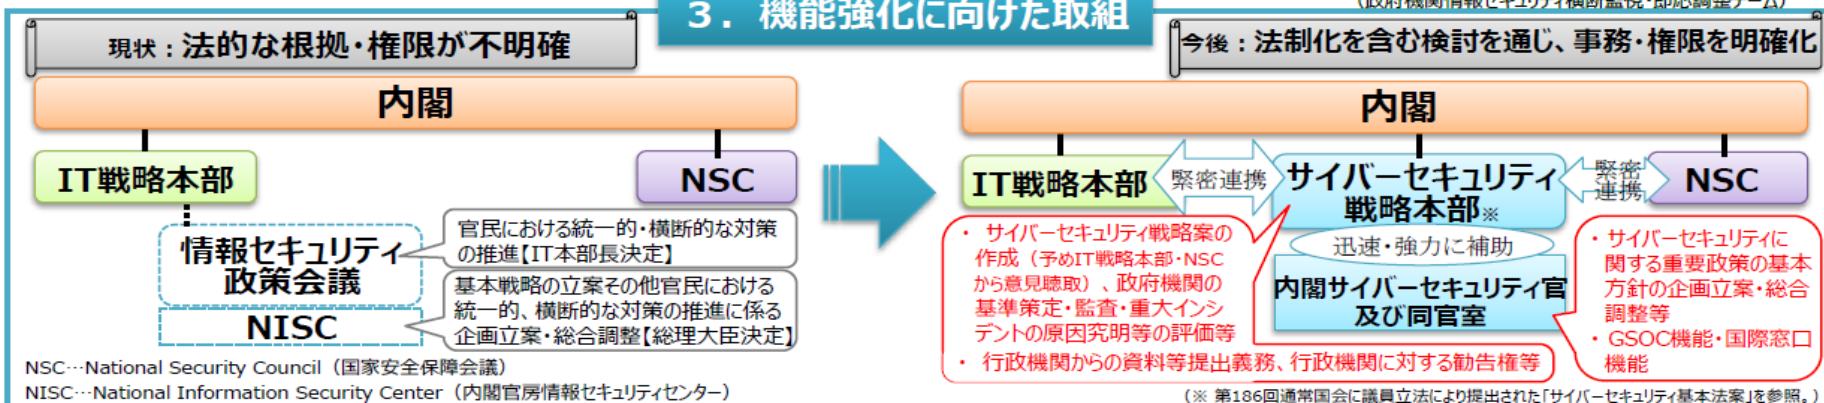 ３．機能強化に向けた取組
（政府機関情報セキュリティ横断監視・即応調整チーム）
現状：法的な根拠・権限が不明確
内閣
IT戦略本部
NSC
情報セキュリティ
政策会議
官民における統一的・横断的な対策
の推進【IT本部長決定】
NISC
基本戦略の立案その他官民における
統一的、横断的な対策の推進に係る
企画立案・総合調整【総理大臣決定】
NSC…National Security Council（国家安全保障会議）
NISC…National Information Security Center（内閣官房情報セキュリティセンター）
今後：法制化を含む検討を通じ、事務・権限を明確化
内閣
IT戦略本部
緊密連携
サイバーセキュリティ
戦略本部※
緊密
連携
NSC
迅速・強力に補助
内閣サイバーセキュリティ官
及び同官室
・ サイバーセキュリティ戦略案の
作成（予めIT戦略本部・NSC
から意見聴取）、政府機関の
基準策定・監査・重大インシ
デントの原因究明等の評価等
・ 行政機関からの資料等提出義務、行政機関に対する勧告権等
・ サイバーセキュリティに
関する重要政策の基本
方針の企画立案・総合
調整等
・ GSOC機能・国際窓口
機能
（※ 第186回通常国会に議員立法により提出された「サイバーセキュリティ基本法案」を参照。）